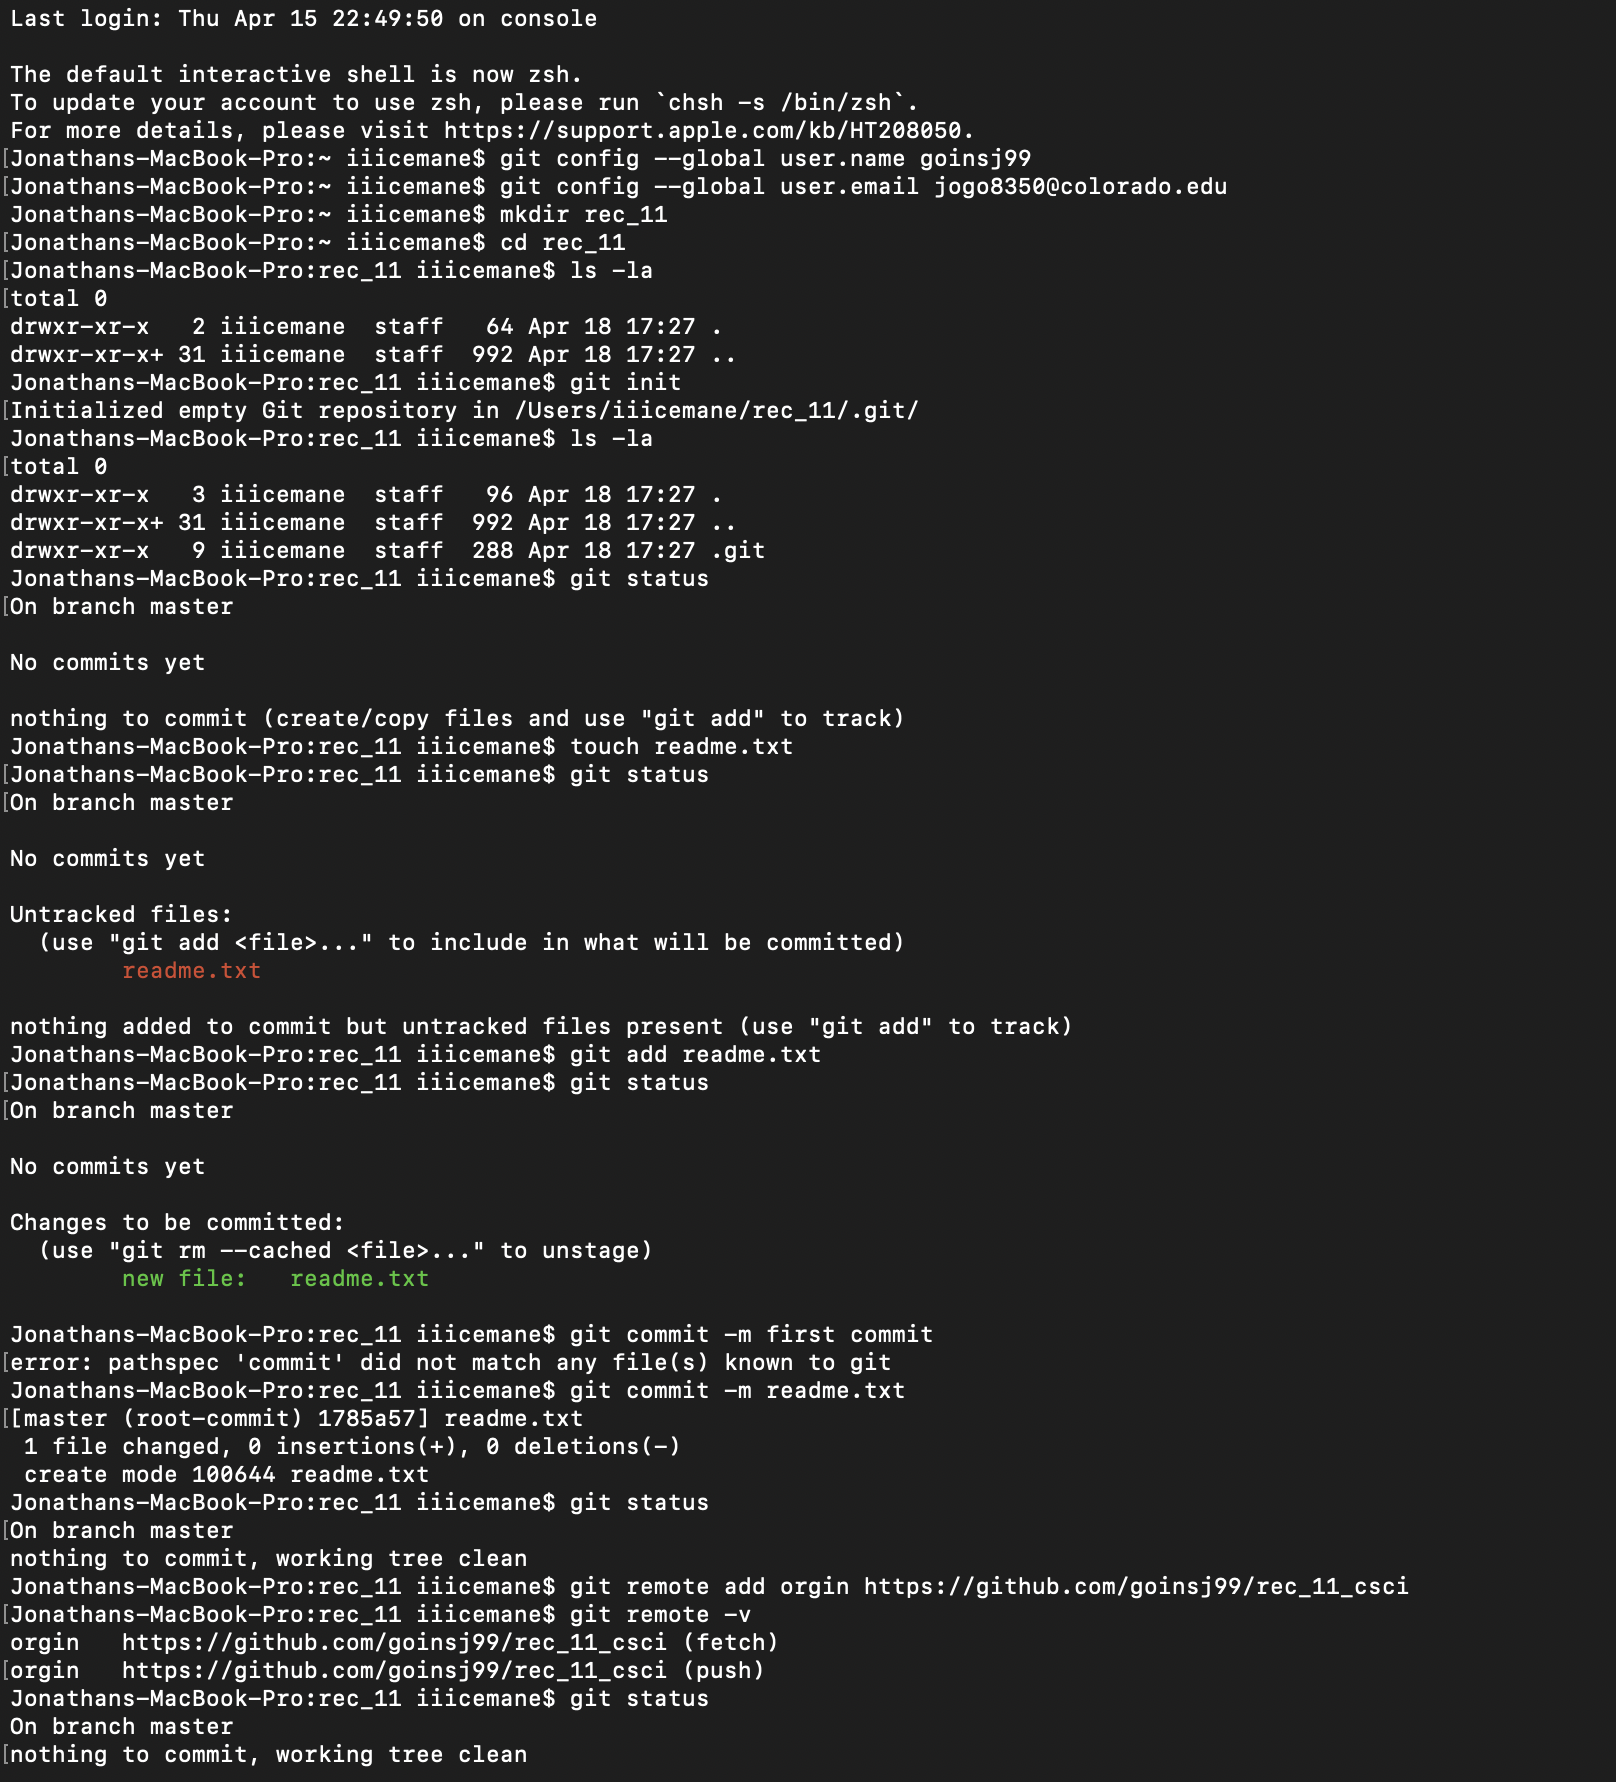 Last login: Thu Apr 15 22:49:50 on console

The default interactive shell is now zsh.
To update your account to use zsh, please run `chsh -s /bin/zsh`.
For more details, please visit https://support.apple.com/kb/HT208050.
[Jonathans-MacBook-Pro:~ iiicemane$ git config --global user.name goinsj99
[Jonathans-MacBook-Pro:~ iiicemane$ git config --global user.email jogo8350@colorado.edu
Jonathans-MacBook-Pro:~ iiicemane$ mkdir rec_11
[Jonathans-MacBook-Pro:~ iiicemane$ cd rec_11
[Jonathans-MacBook-Pro:rec_11 iiicemane$ ls -la
[total 0
drwxr-xr-x   2 iiicemane  staff   64 Apr 18 17:27 .
drwxr-xr-x+ 31 iiicemane  staff  992 Apr 18 17:27 ..
Jonathans-MacBook-Pro:rec_11 iiicemane$ git init
[Initialized empty Git repository in /Users/iiicemane/rec_11/.git/
Jonathans-MacBook-Pro:rec_11 iiicemane$ ls -la
[total 0
drwxr-xr-x   3 iiicemane  staff   96 Apr 18 17:27 .
drwxr-xr-x+ 31 iiicemane  staff  992 Apr 18 17:27 ..
drwxr-xr-x   9 iiicemane  staff  288 Apr 18 17:27 .git
Jonathans-MacBook-Pro:rec_11 iiicemane$ git status
[On branch master

No commits yet

nothing to commit (create/copy files and use "git add" to track)
Jonathans-MacBook-Pro:rec_11 iiicemane$ touch readme.txt
[Jonathans-MacBook-Pro:rec_11 iiicemane$ git status
[On branch master

No commits yet

Untracked files:
  (use "git add <file>..." to include in what will be committed)
        readme.txt

nothing added to commit but untracked files present (use "git add" to track)
Jonathans-MacBook-Pro:rec_11 iiicemane$ git add readme.txt
[Jonathans-MacBook-Pro:rec_11 iiicemane$ git status
[On branch master

No commits yet

Changes to be committed:
  (use "git rm --cached <file>..." to unstage)
        new file:   readme.txt

Jonathans-MacBook-Pro:rec_11 iiicemane$ git commit -m first commit
[error: pathspec 'commit' did not match any file(s) known to git
Jonathans-MacBook-Pro:rec_11 iiicemane$ git commit -m readme.txt
[[master (root-commit) 1785a57] readme.txt
 1 file changed, 0 insertions(+), 0 deletions(-)
 create mode 100644 readme.txt
Jonathans-MacBook-Pro:rec_11 iiicemane$ git status
[On branch master
nothing to commit, working tree clean
Jonathans-MacBook-Pro:rec_11 iiicemane$ git remote add orgin https://github.com/goinsj99/rec_11_csci
[Jonathans-MacBook-Pro:rec_11 iiicemane$ git remote -v
orgin   https://github.com/goinsj99/rec_11_csci (fetch)
[orgin   https://github.com/goinsj99/rec_11_csci (push)
Jonathans-MacBook-Pro:rec_11 iiicemane$ git status
On branch master
[nothing to commit, working tree clean